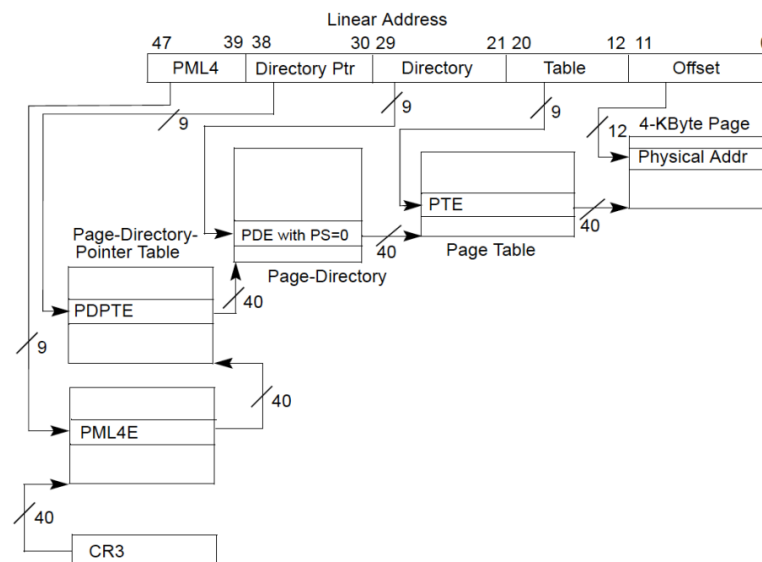 Linear Address
47 39 38 30 29 21 20 12 11
PML4 Directory Ptr Directory Table Offset
9 9 9
12 4-KByte Page
Physical Addr
PTE
PDE with PS=0 40 40
Page Table
Page-Directory-
Pointer Table
Page-Directory
40
PDPTE
9
40
PML4E
40
CR3